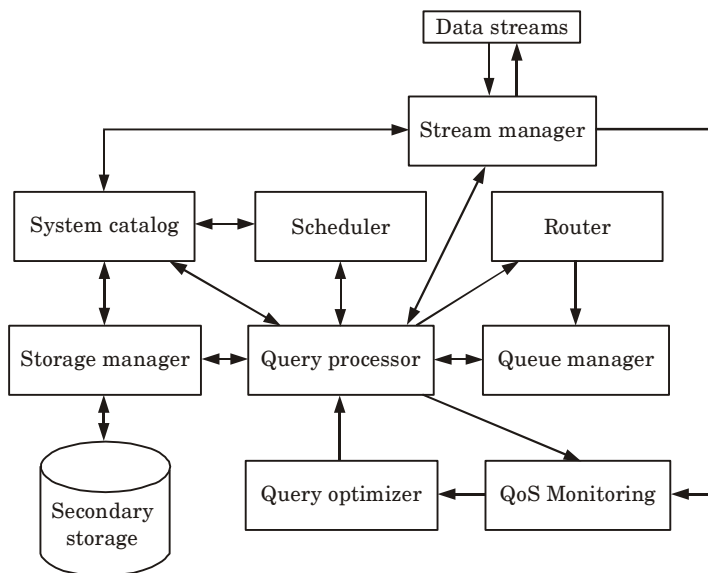 Data streams
Stream manager
System catalog
Scheduler
Router
Storage manager
Query processor
Queue manager
Query optimizer
QoS Monitoring
Secondary
storage